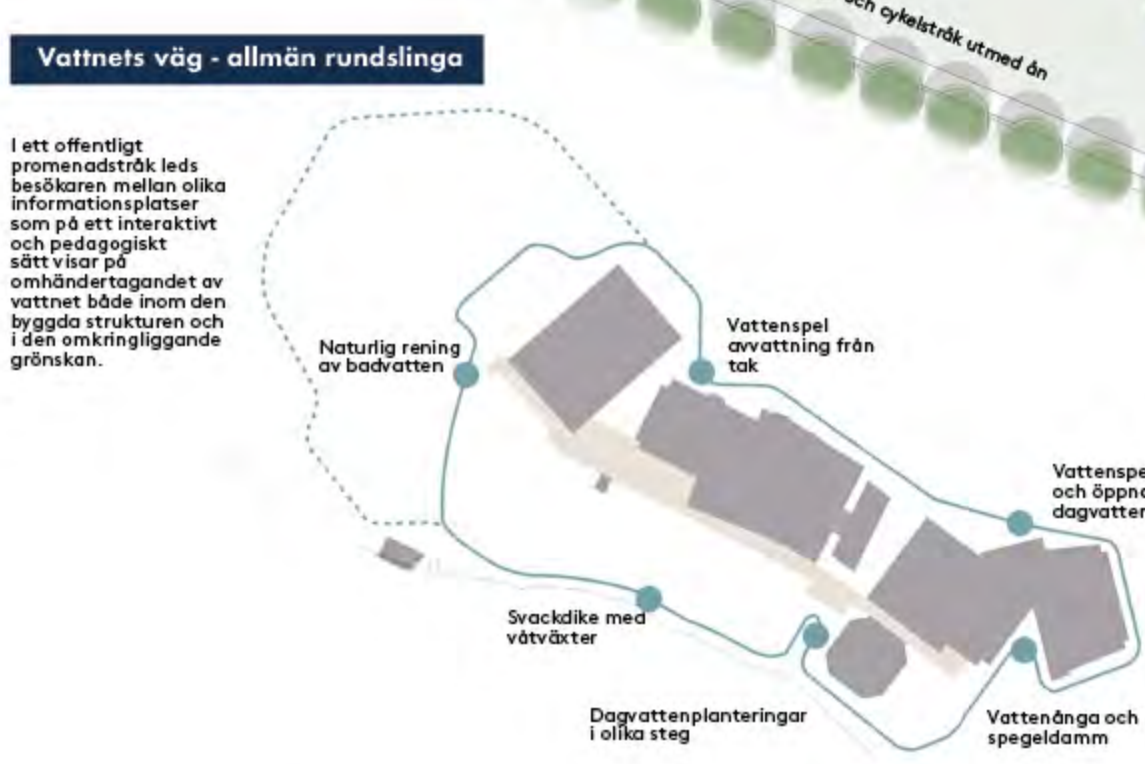 och cykelstråk utmed ån
Vattnets väg - allmän rundslinga
I ett offentligt
promenadstråk leds
besökaren mellan olika
informationsplatser
som på ett interaktivt
och pedagogiskt
sätt visar på
omhändertagandet av
vattnet både inom den
byggda strukturen och
i den omkringliggande
grönskan.
Naturlig rening
av badvatten
Vattenspel
avvattning från
tak
Vattenspe
och öppna
dagvatten
Svackdike med
våtväxter
Dagvattenplanteringar
i olika steg
Vattenånga och
spegeldamm